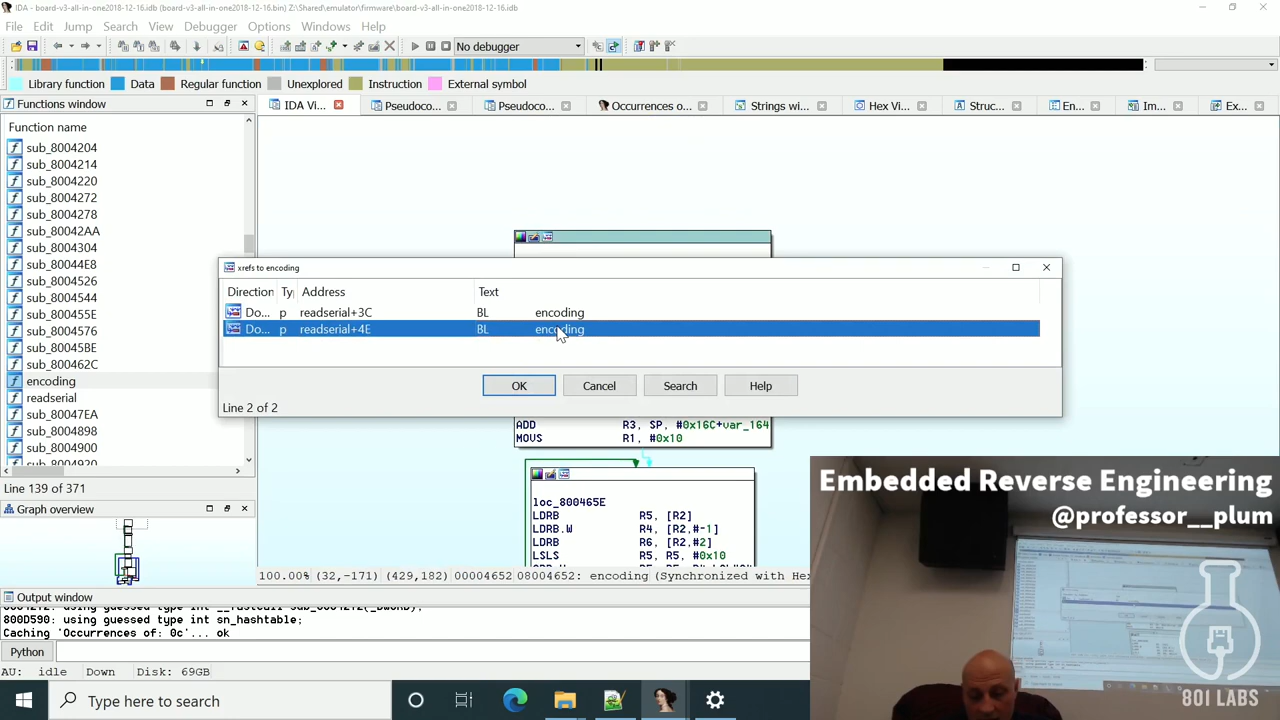 IDA - board-v3-all-in-one2018-12-16.idb (board-v3-all-in-one2018-12-16) Z:\Shared\emulator\firmware\board-v3-all-in-one2018-12-16.idb
File Edit Jump Search View Debugger Options Windows Help
No debugger
Library function Data Regular function Unexplored Instruction External symbol
Functions window
IDA Vi... Pseudoco... Pseudoco... Occurrences o... Strings wi... Hex Vi... Struc... En... Im... Ex...
Function name
sub_8004204
sub_8004214
sub_8004220
sub_8004272
sub_8004278
sub_80042AA
sub_8004304
sub_80044E8
sub_8004526
sub_8004544
sub_800455E
sub_8004576
sub_80045BE
sub_800462C
encoding
readserial
sub_80047EA
sub_8004898
sub_8004900
sub_8004920
Line 139 of 371
xrefs to encoding
Direction Ty Address Text
Do... p readserial+3C BL encoding
Do... p readserial+4E BL encoding
OK Cancel Search Help
Line 2 of 2
ADD R3, SP, #0x16C+var_164
MOVS R1, #0x10
loc_800465E
LDRB R5, [R2]
LDRB.W R4, [R2,#-1]
LDRB R6, [R2,#2]
LSLS R5, R5, #0x10
100.00% (32,-171) (429,182) 00004652 08004652: encoding (Synchronized with Hex
Graph overview
Output window
800D590: using guessed type int sn_hashtable;
Caching 'Occurrences of: 0c'... ok
Python
AU: idle Down Disk: 69GB
Type here to search
Embedded Reverse Engineering
@professor__plum
801 LABS